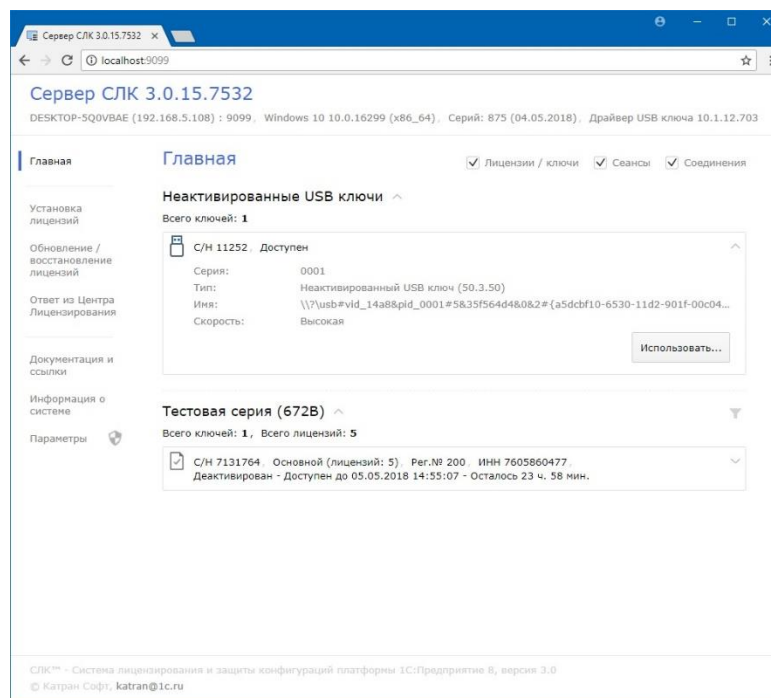 Сервер СЛК 3.0.15.7532
localhost:9099
Сервер СЛК 3.0.15.7532
DESKTOP-5Q0VBAE (192.168.5.108) : 9099, Windows 10 10.0.16299 (x86_64), Серий: 875 (04.05.2018), Драйвер USB ключа 10.1.12.703
Главная
Установка
лицензий
Обновление /
восстановление
лицензий
Ответ из Центра
Лицензирования
Документация и
ссылки
Информация о
системе
Параметры
Главная
Лицензии / ключи Сеансы Соединения
Неактивированные USB ключи
Всего ключей: 1
С/Н 11252, Доступен
Серия: 0001
Тип: Неактивированный USB ключ (50.3.50)
Имя: \\?\usb#vid_14a8&pid_0001#5&35f564d4&0&2#{a5dcbf10-6530-11d2-901f-00c04...
Скорость: Высокая
Использовать...
Тестовая серия (672B)
Всего ключей: 1, Всего лицензий: 5
С/Н 7131764, Основной (лицензий: 5), Рег.№ 200, ИНН 7605860477,
Деактивирован - Доступен до 05.05.2018 14:55:07 - Осталось 23 ч. 58 мин.
СЛК™ - Система лицензирования и защиты конфигураций платформы 1С:Предприятие 8, версия 3.0
© Катран Софт, katran@1c.ru